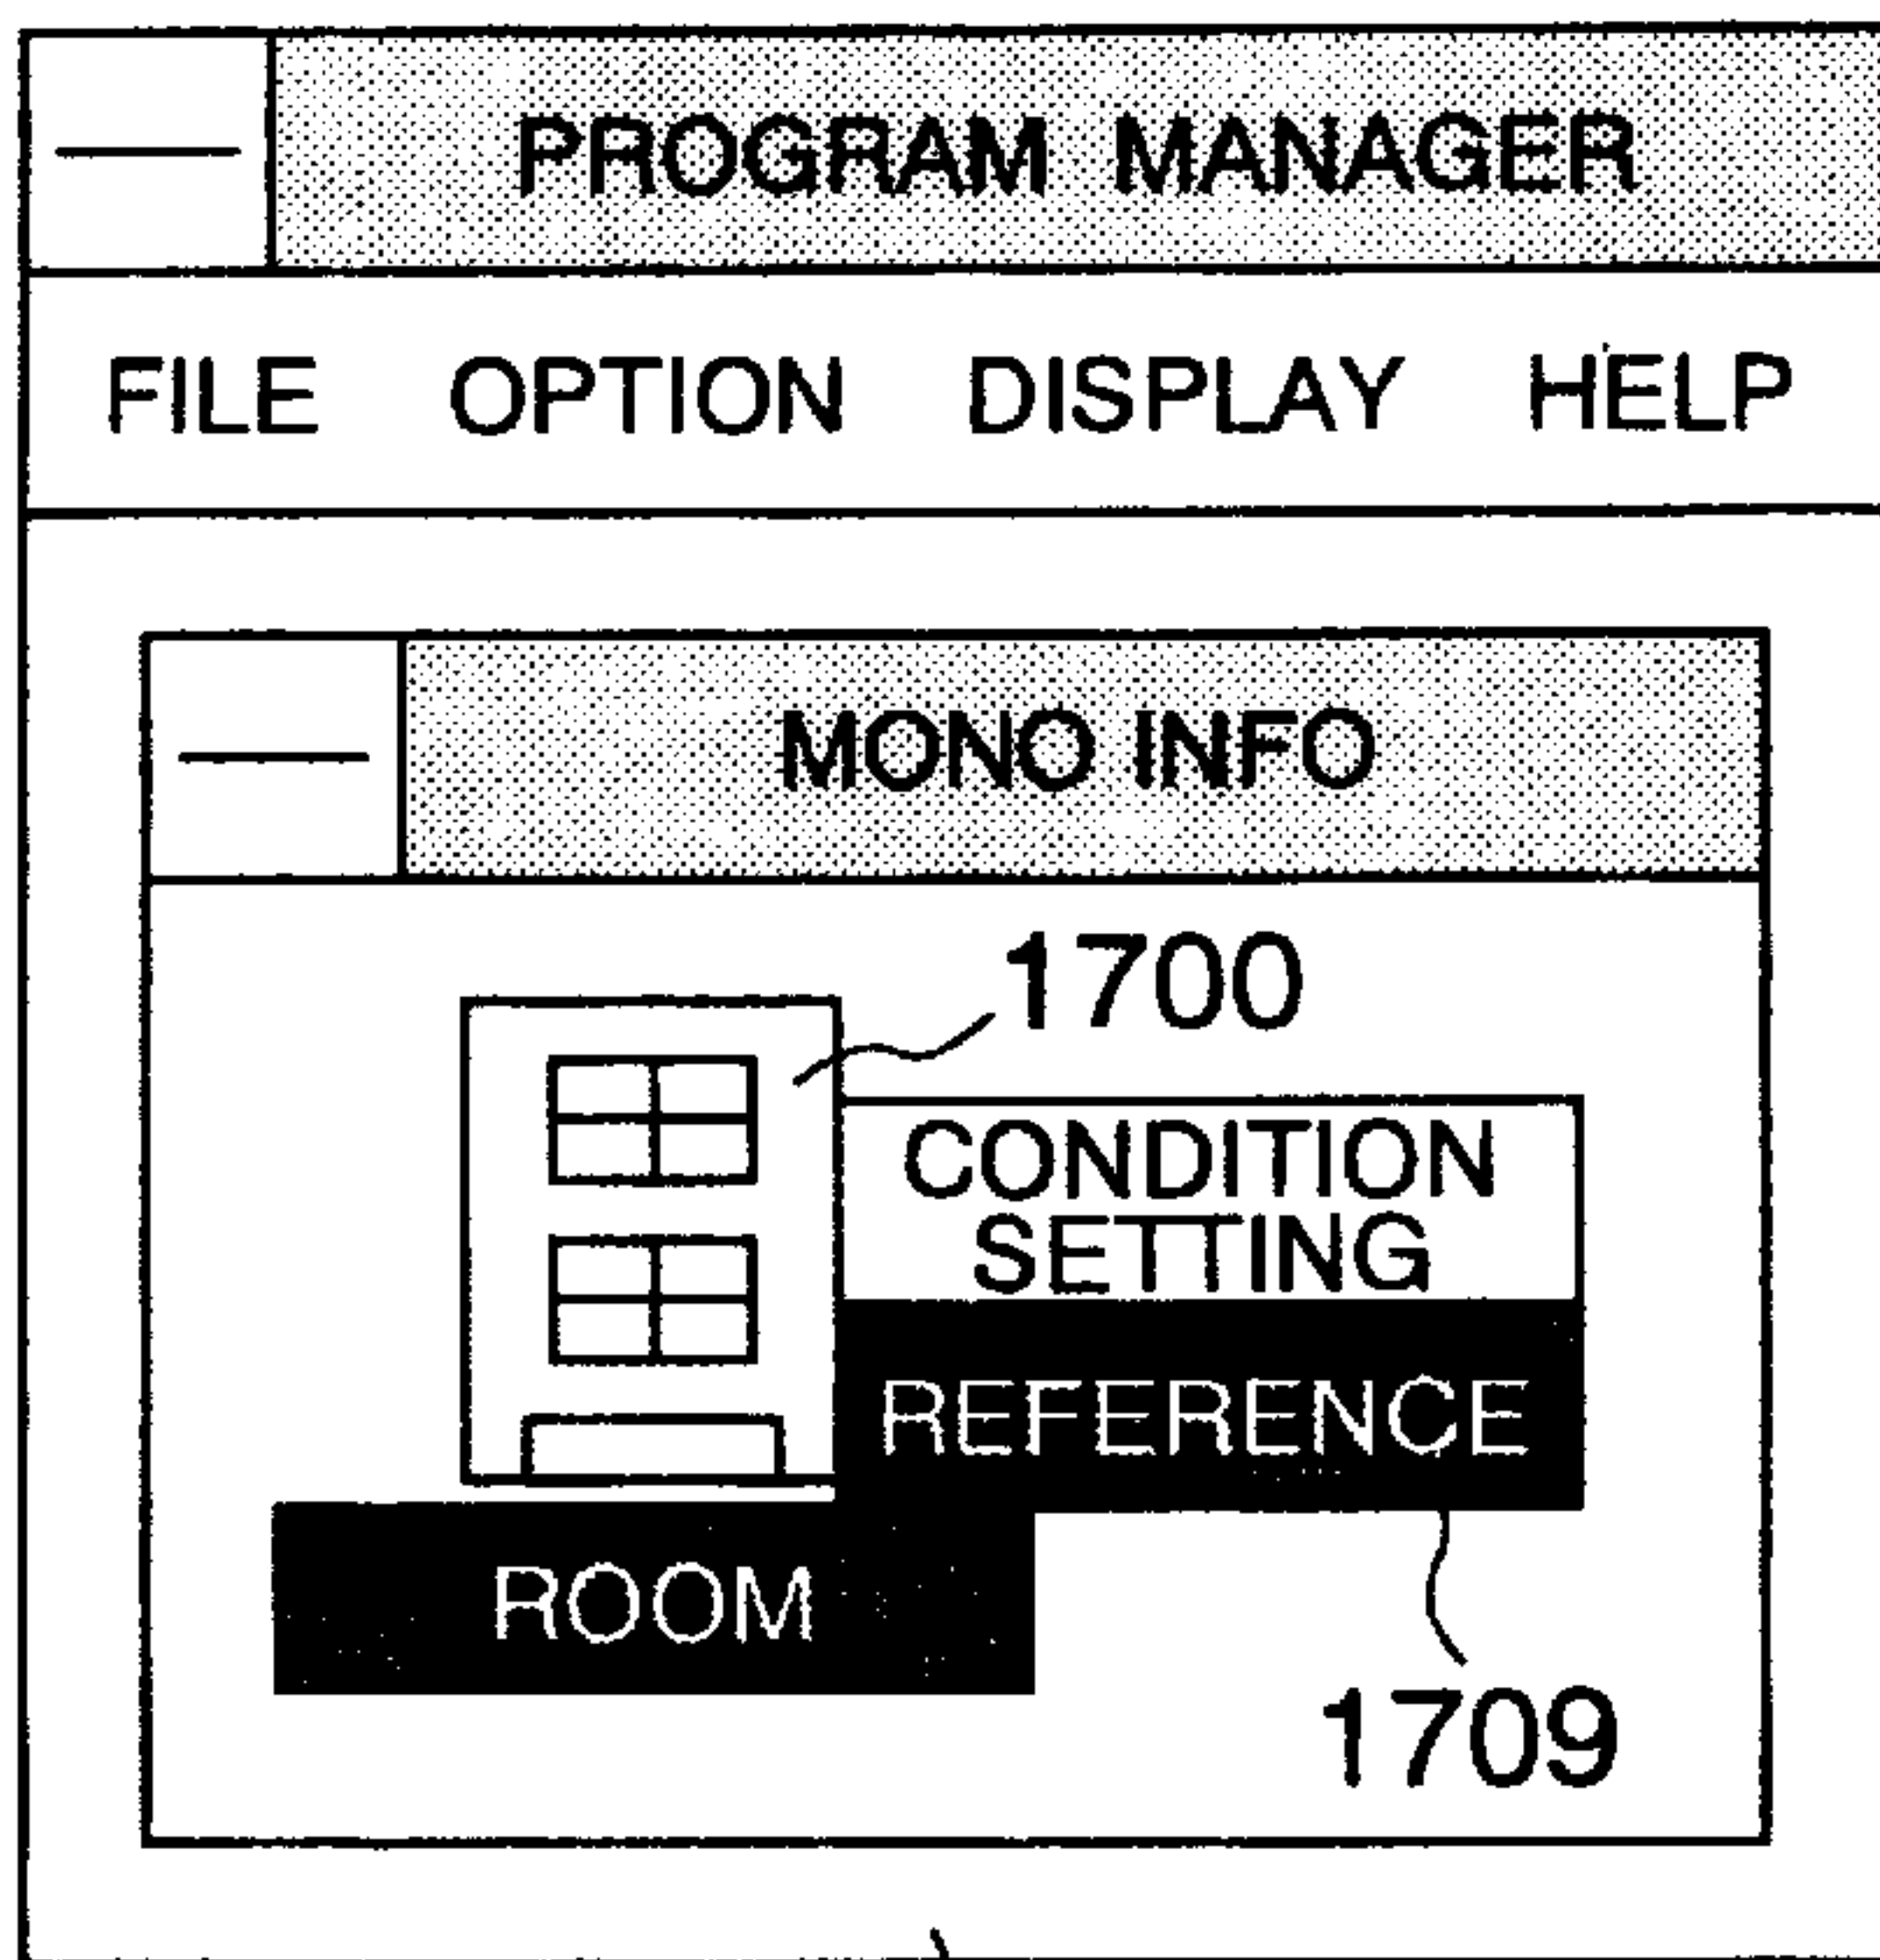 PROGRAM MANAGER
FILE OPTION DISPLAY HELP
MONO INFO
1700
CONDITION
SETTING
REFERENCE
ROOM
1709